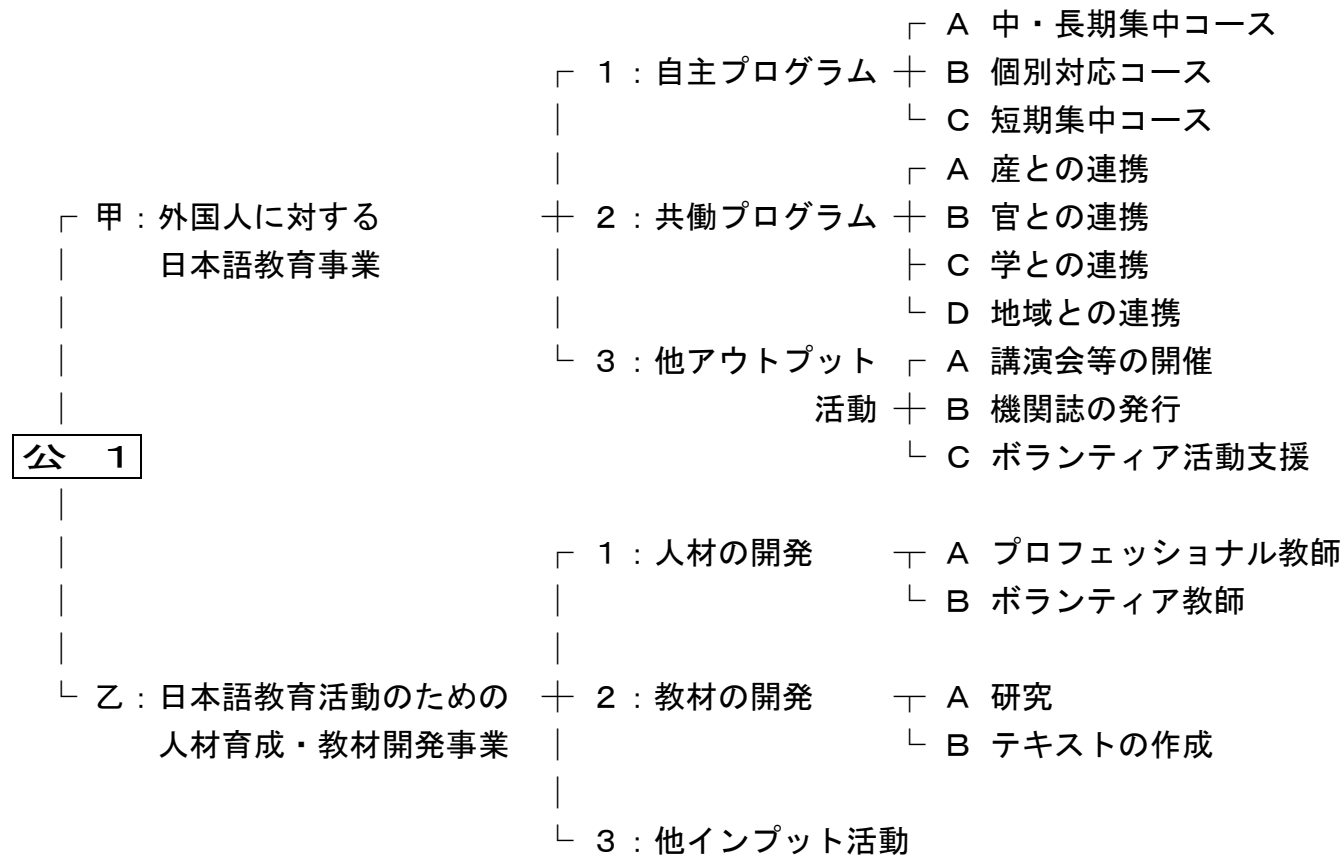 A 中・長期集中コース
1：自主プログラム B 個別対応コース
C 短期集中コース
A 産との連携
甲：外国人に対する 2：共働プログラム B 官との連携
日本語教育事業 C 学との連携
D 地域との連携
3：他アウトプット A 講演会等の開催
活動 B 機関誌の発行
公 1 C ボランティア活動支援
1：人材の開発 A プロフェッショナル教師
B ボランティア教師
乙：日本語教育活動のための 2：教材の開発 A 研究
人材育成・教材開発事業 B テキストの作成
3：他インプット活動